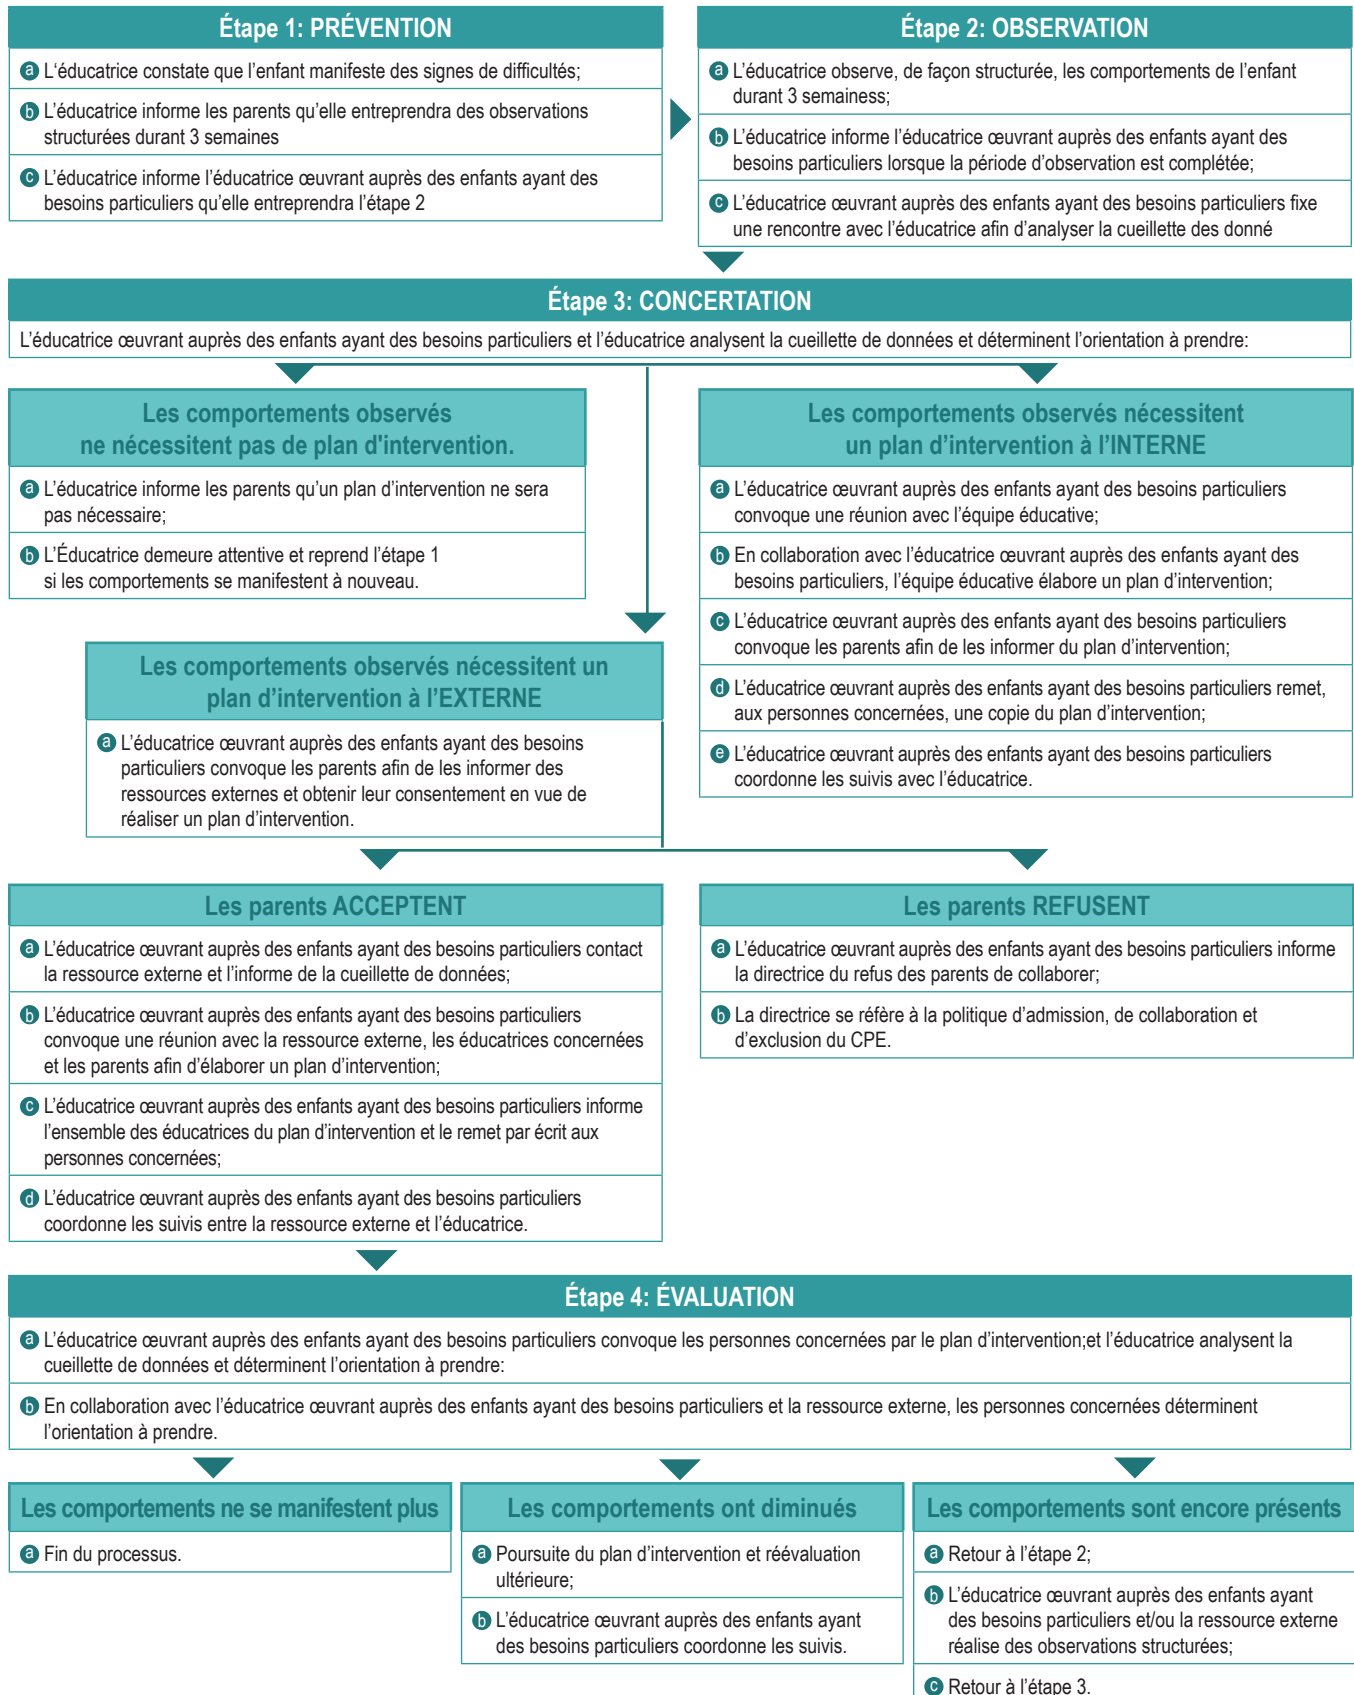 Étape 1: PRÉVENTION
a L‘éducatrice constate que l’enfant manifeste des signes de difficultés;
b L’éducatrice informe les parents qu’elle entreprendra des observations
structurées durant 3 semaines
c L’éducatrice informe l’éducatrice œuvrant auprès des enfants ayant des
besoins particuliers qu’elle entreprendra l’étape 2
Étape 2: OBSERVATION
a L’éducatrice observe, de façon structurée, les comportements de l’enfant
durant 3 semainess;
b L’éducatrice informe l’éducatrice œuvrant auprès des enfants ayant des
besoins particuliers lorsque la période d’observation est complétée;
c L’éducatrice œuvrant auprès des enfants ayant des besoins particuliers fixe
une rencontre avec l’éducatrice afin d’analyser la cueillette des donné
Étape 3: CONCERTATION
L’éducatrice œuvrant auprès des enfants ayant des besoins particuliers et l’éducatrice analysent la cueillette de données et déterminent l’orientation à prendre:
Les comportements observés
ne nécessitent pas de plan d'intervention.
a L’éducatrice informe les parents qu’un plan d’intervention ne sera
pas nécessaire;
b L’Éducatrice demeure attentive et reprend l’étape 1
si les comportements se manifestent à nouveau.
Les comportements observés nécessitent
un plan d’intervention à l’INTERNE
a L’éducatrice œuvrant auprès des enfants ayant des besoins particuliers
convoque une réunion avec l’équipe éducative;
b En collaboration avec l’éducatrice œuvrant auprès des enfants ayant des
besoins particuliers, l’équipe éducative élabore un plan d’intervention;
c L’éducatrice œuvrant auprès des enfants ayant des besoins particuliers
convoque les parents afin de les informer du plan d’intervention;
d L’éducatrice œuvrant auprès des enfants ayant des besoins particuliers remet,
aux personnes concernées, une copie du plan d’intervention;
e L’éducatrice œuvrant auprès des enfants ayant des besoins particuliers
coordonne les suivis avec l’éducatrice.
Les comportements observés nécessitent un
plan d’intervention à l’EXTERNE
a L’éducatrice œuvrant auprès des enfants ayant des besoins
particuliers convoque les parents afin de les informer des
ressources externes et obtenir leur consentement en vue de
réaliser un plan d’intervention.
Les parents ACCEPTENT
a L’éducatrice œuvrant auprès des enfants ayant des besoins particuliers contact
la ressource externe et l’informe de la cueillette de données;
b L’éducatrice œuvrant auprès des enfants ayant des besoins particuliers
convoque une réunion avec la ressource externe, les éducatrices concernées
et les parents afin d’élaborer un plan d’intervention;
c L’éducatrice œuvrant auprès des enfants ayant des besoins particuliers informe
l’ensemble des éducatrices du plan d’intervention et le remet par écrit aux
personnes concernées;
d L’éducatrice œuvrant auprès des enfants ayant des besoins particuliers
coordonne les suivis entre la ressource externe et l’éducatrice.
Les parents REFUSENT
a L’éducatrice œuvrant auprès des enfants ayant des besoins particuliers informe
la directrice du refus des parents de collaborer;
b La directrice se réfère à la politique d’admission, de collaboration et
d’exclusion du CPE.
Étape 4: ÉVALUATION
a L’éducatrice œuvrant auprès des enfants ayant des besoins particuliers convoque les personnes concernées par le plan d’intervention;et l’éducatrice analysent la
cueillette de données et déterminent l’orientation à prendre:
b En collaboration avec l’éducatrice œuvrant auprès des enfants ayant des besoins particuliers et la ressource externe, les personnes concernées déterminent
l’orientation à prendre.
Les comportements ne se manifestent plus
a Fin du processus.
Les comportements ont diminués
a Poursuite du plan d’intervention et réévaluation
ultérieure;
b L’éducatrice œuvrant auprès des enfants ayant
des besoins particuliers coordonne les suivis.
Les comportements sont encore présents
a Retour à l’étape 2;
b L’éducatrice œuvrant auprès des enfants ayant
des besoins particuliers et/ou la ressource externe
réalise des observations structurées;
c Retour à l’étape 3.